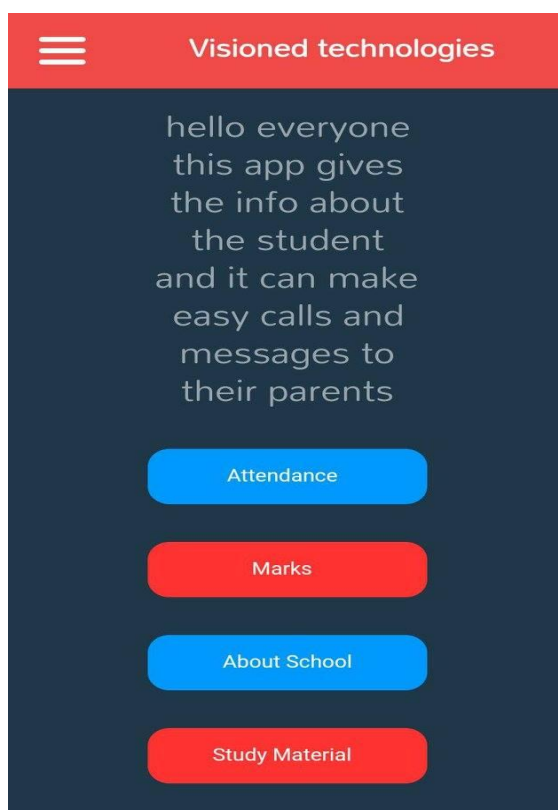 Visioned technologies
hello everyone
this app gives
the info about
the student
and it can make
easy calls and
messages to
their parents
Attendance
Marks
About School
Study Material